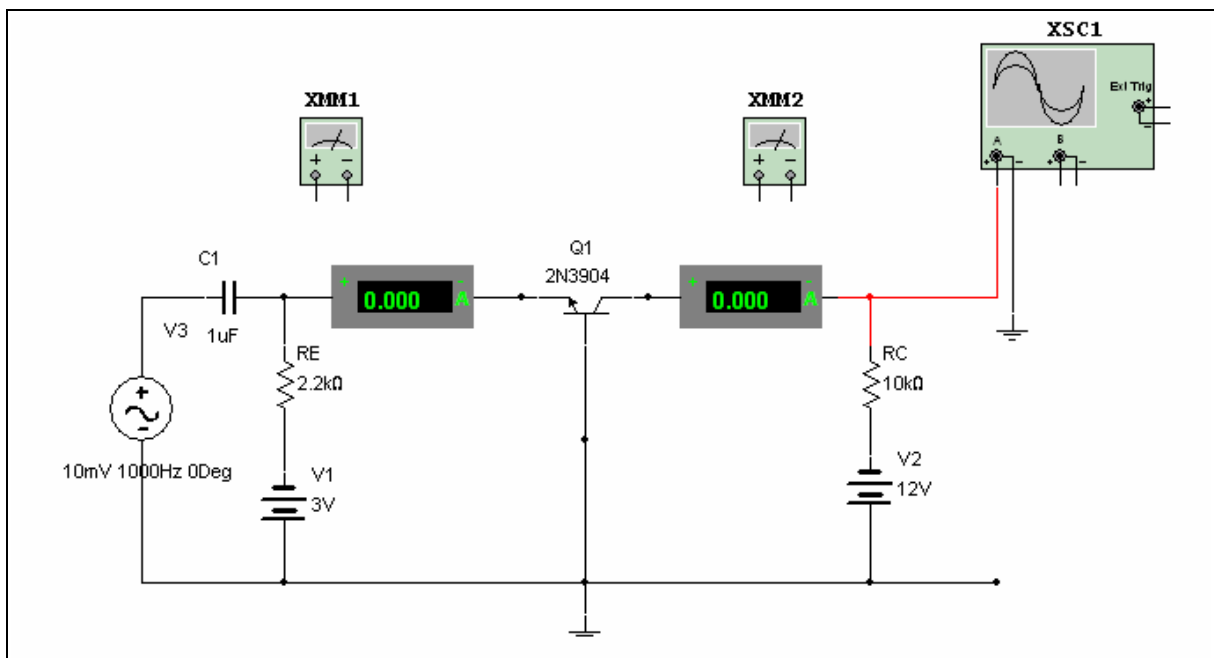 XSC1
Ext Trig
+
−
A
B
+ −
+ −
XMM1
+ −
XMM2
+ −
C1
1uF
V3
+
−
10mV 1000Hz 0Deg
+ −
0.000 A
Q1
2N3904
+ −
0.000 A
RE
2.2kΩ
RC
10kΩ
V1
3V
V2
12V